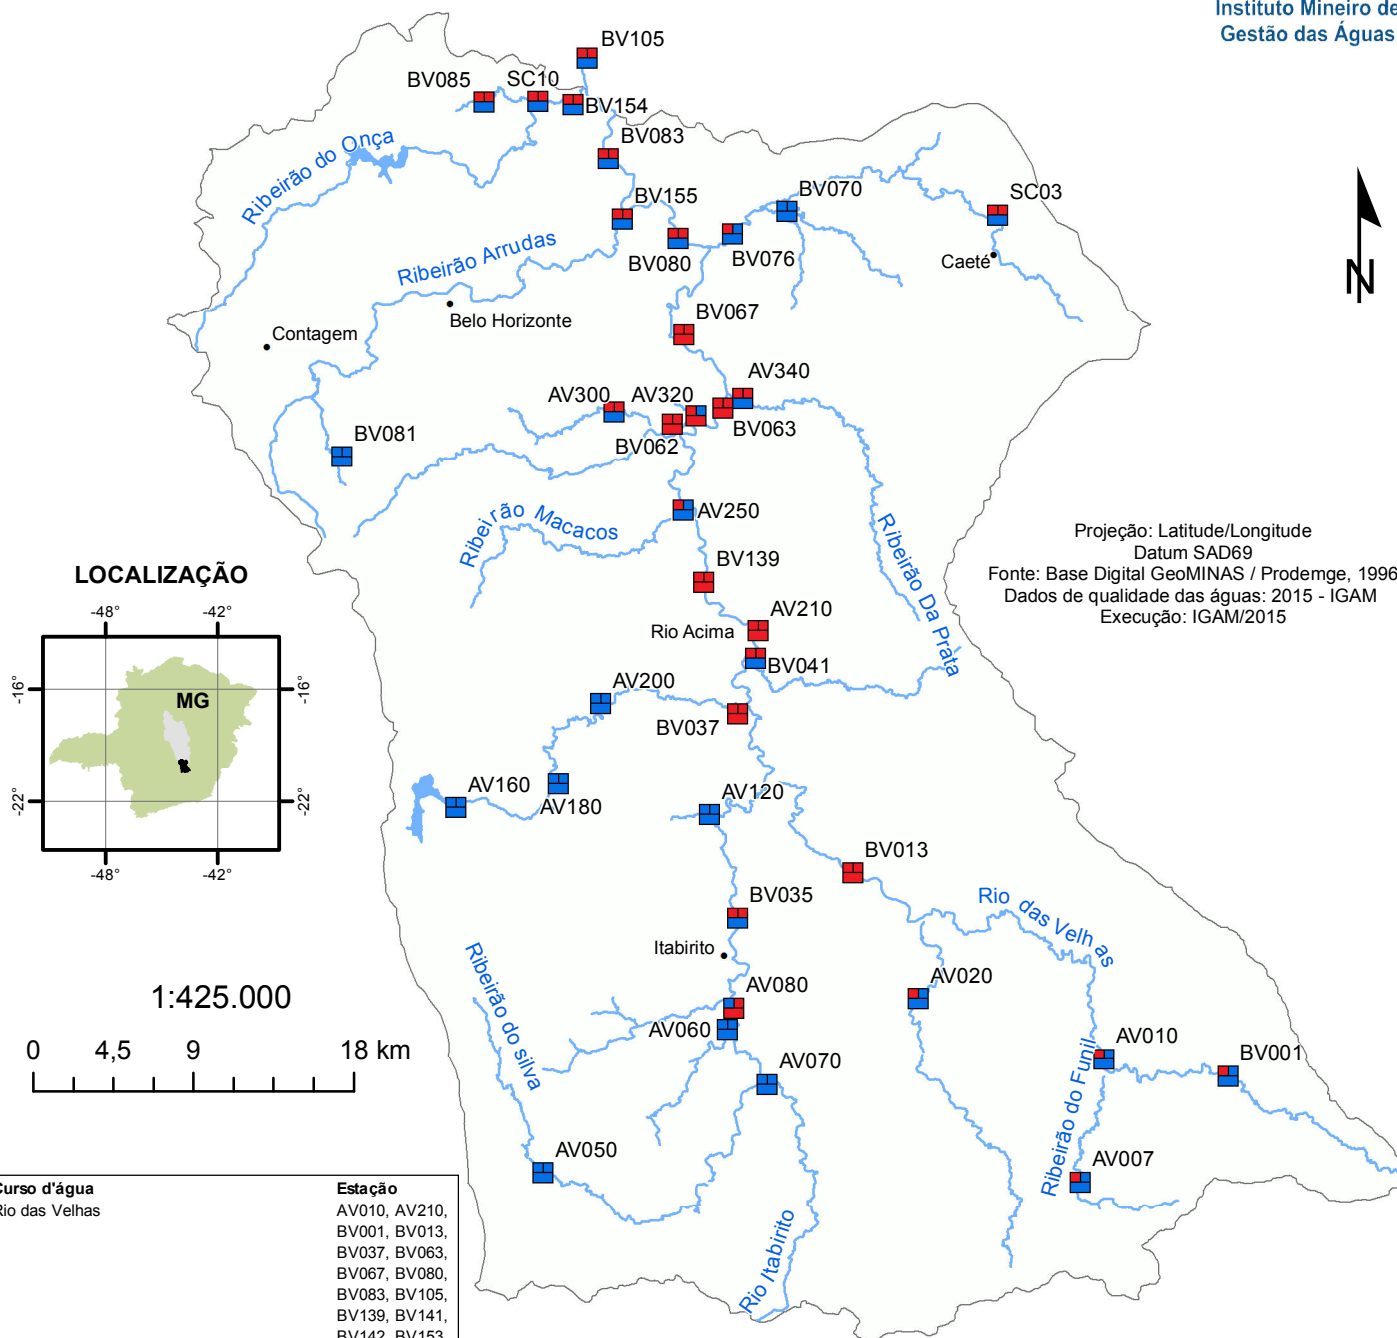 Instituto Mineiro de
Gestão das Águas
BV105
BV085
SC10
BV154
Ribeirão do Onça
BV083
BV070
SC03
BV155
BV080
BV076
Caeté
Ribeirão Arrudas
Belo Horizonte
Contagem
N
BV067
AV340
AV300
AV320
BV063
BV062
BV081
AV250
Ribeirão Macacos
Ribeirão Da Prata
Projeção: Latitude/Longitude
Datum SAD69
Fonte: Base Digital GeoMINAS / Prodemge, 1996
Dados de qualidade das águas: 2015 - IGAM
Execução: IGAM/2015
BV139
AV210
Rio Acima
BV041
LOCALIZAÇÃO
-48° -42°
-16° -16°
MG
-22° -22°
-48° -42°
AV200
BV037
AV160
AV180
AV120
BV013
BV035
Rio das Velhas
Itabirito
AV020
AV080
Ribeirão do silva
1:425.000
0 4,5 9 18 km
AV060
AV070
AV010
BV001
Ribeirão do Funil
AV050
AV007
Rio Itabirito
Curso d'água Estação
Rio das Velhas AV010, AV210,
BV001, BV013,
BV037, BV063,
BV067, BV080,
BV083, BV105,
BV139, BV141,
BV142, BV153